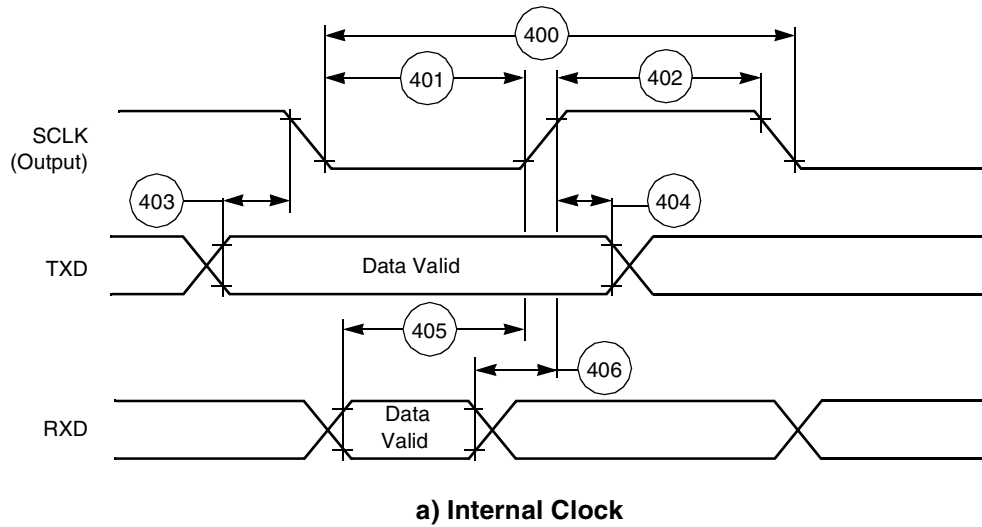 400
401
402
SCLK
(Output)
403
404
TXD
Data Valid
405
406
RXD
Data
Valid
a) Internal Clock